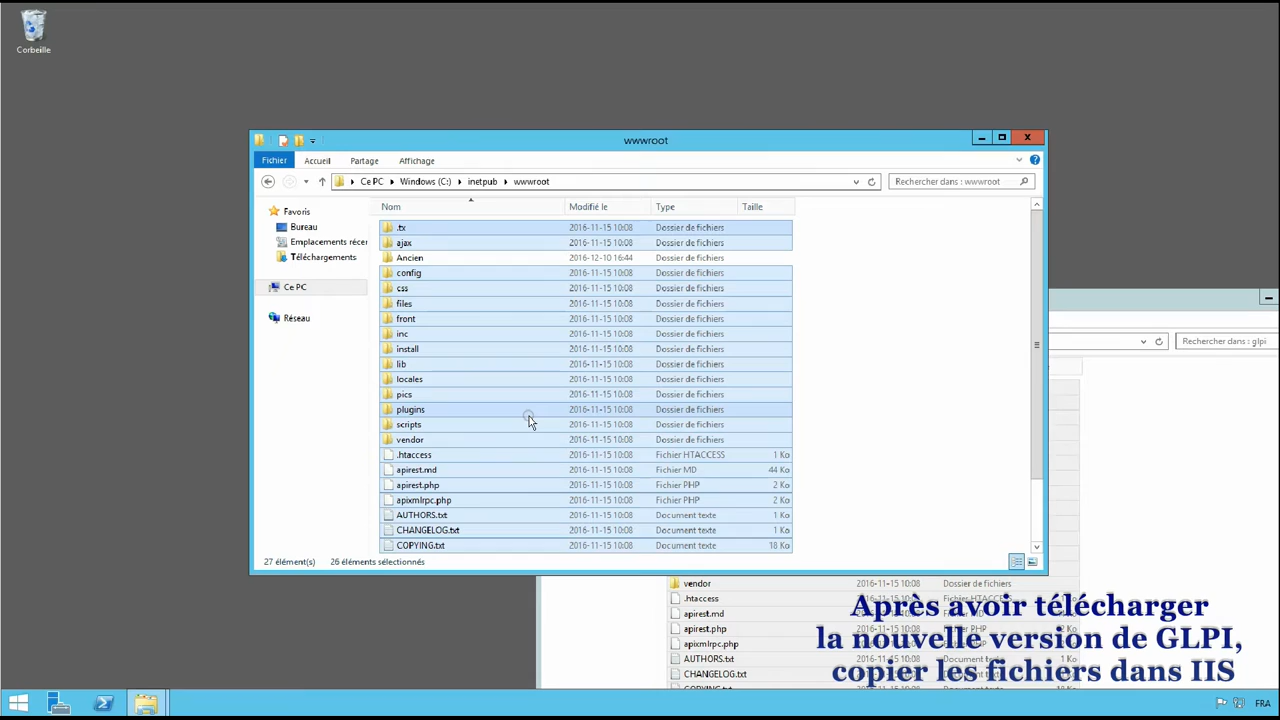 Corbeille
wwwroot
Fichier Accueil Partage Affichage
Ce PC Windows (C:) inetpub wwwroot Rechercher dans : wwwroot
Favoris
Bureau
Emplacements récer
Téléchargements
Ce PC
Réseau
Nom Modifié le Type Taille
.tx 2016-11-15 10:08 Dossier de fichiers
ajax 2016-11-15 10:08 Dossier de fichiers
Ancien 2016-12-10 16:44 Dossier de fichiers
config 2016-11-15 10:08 Dossier de fichiers
css 2016-11-15 10:08 Dossier de fichiers
files 2016-11-15 10:08 Dossier de fichiers
front 2016-11-15 10:08 Dossier de fichiers
inc 2016-11-15 10:08 Dossier de fichiers
install 2016-11-15 10:08 Dossier de fichiers
lib 2016-11-15 10:08 Dossier de fichiers
locales 2016-11-15 10:08 Dossier de fichiers
pics 2016-11-15 10:08 Dossier de fichiers
plugins 2016-11-15 10:08 Dossier de fichiers
scripts 2016-11-15 10:08 Dossier de fichiers
vendor 2016-11-15 10:08 Dossier de fichiers
.htaccess 2016-11-15 10:08 Fichier HTACCESS 1 Ko
apirest.md 2016-11-15 10:08 Fichier MD 44 Ko
apirest.php 2016-11-15 10:08 Fichier PHP 2 Ko
apixmlrpc.php 2016-11-15 10:08 Fichier PHP 2 Ko
AUTHORS.txt 2016-11-15 10:08 Document texte 1 Ko
CHANGELOG.txt 2016-11-15 10:08 Document texte 1 Ko
COPYING.txt 2016-11-15 10:08 Document texte 18 Ko
27 élément(s) 26 éléments sélectionnés
Rechercher dans : glpi
vendor 2016-11-15 10:08 Dossier de fichiers
.htaccess 2016-11-15 10:08 Fichier HTACCESS
apirest.md
apirest.php
apixmlrpc.php
AUTHORS.txt
CHANGELOG.txt
Après avoir télécharger
la nouvelle version de GLPI,
copier les fichiers dans IIS
FRA